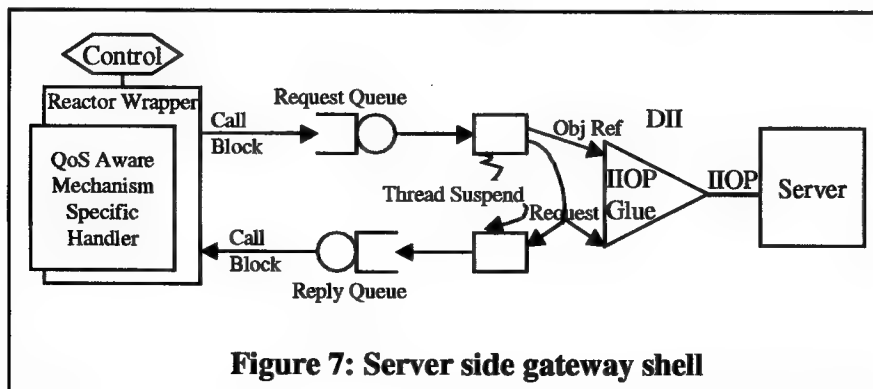 Control
Reactor Wrapper
QoS Aware
Mechanism
Specific
Handler
Call
Block
Request Queue
Obj Ref
DII
Thread Suspend
Request
IIOP
Glue
IIOP
Server
Call
Block
Reply Queue
Figure 7: Server side gateway shell